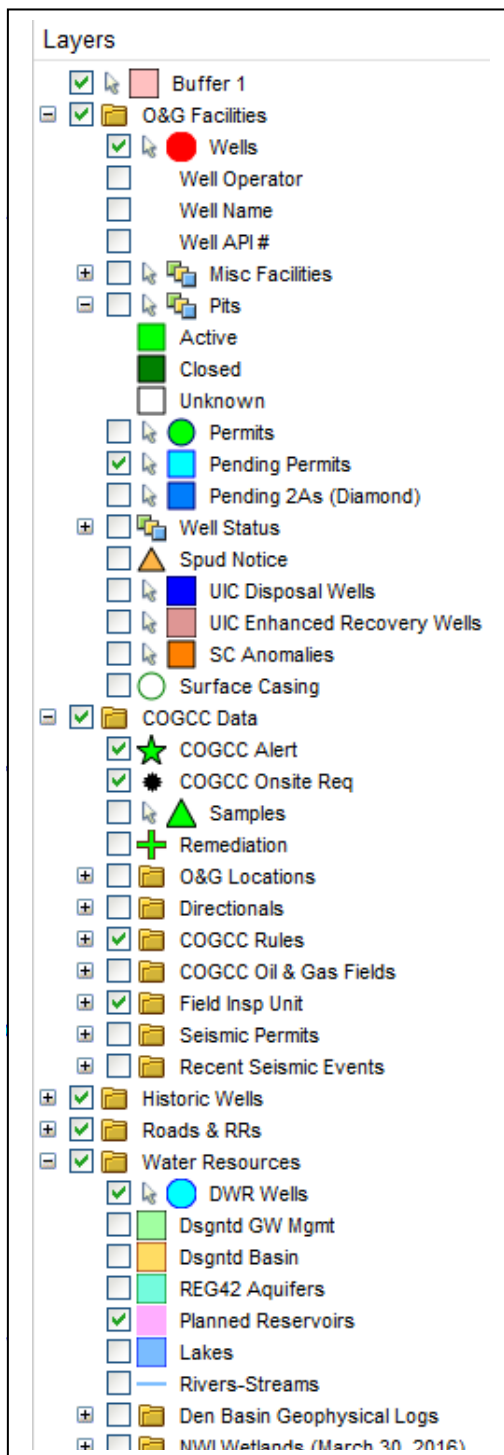 Layers
Buffer 1
O&G Facilities
Wells
Well Operator
Well Name
Well API #
Misc Facilities
Pits
Active
Closed
Unknown
Permits
Pending Permits
Pending 2As (Diamond)
Well Status
Spud Notice
UIC Disposal Wells
UIC Enhanced Recovery Wells
SC Anomalies
Surface Casing
COGCC Data
COGCC Alert
COGCC Onsite Req
Samples
Remediation
O&G Locations
Directionals
COGCC Rules
COGCC Oil & Gas Fields
Field Insp Unit
Seismic Permits
Recent Seismic Events
Historic Wells
Roads & RRs
Water Resources
DWR Wells
Dsgntd GW Mgmt
Dsgntd Basin
REG42 Aquifers
Planned Reservoirs
Lakes
Rivers-Streams
Den Basin Geophysical Logs
NWI Wetlands (March 30, 2016)